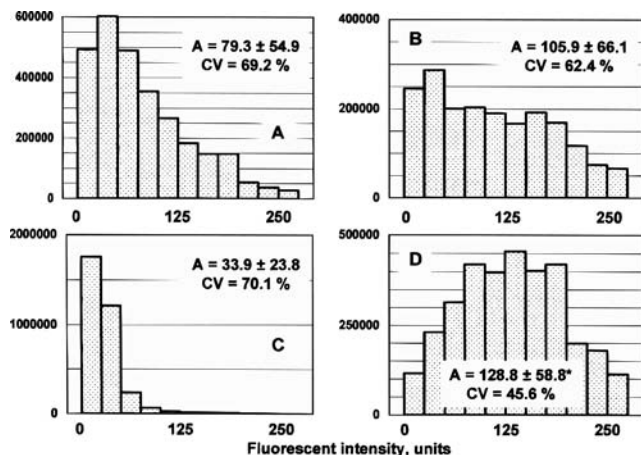 600000
400000
200000
0
A = 79.3 ± 54.9
CV = 69.2 %
A
0 125 250
400000
200000
0
B
A = 105.9 ± 66.1
CV = 62.4 %
0 125 250
2000000
1000000
0
A = 33.9 ± 23.8
CV = 70.1 %
C
0 125 250
500000
250000
0
D
A = 128.8 ± 58.8*
CV = 45.6 %
0 125 250
Fluorescent intensity, units